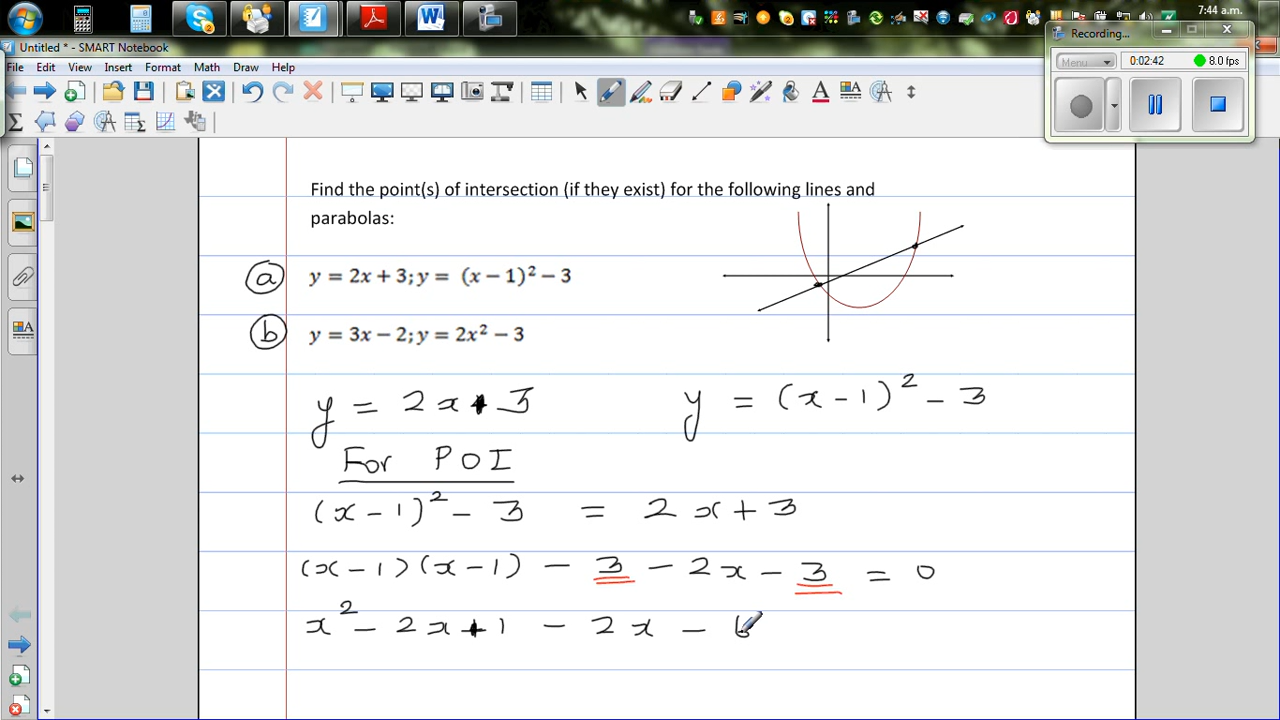 7:44 a.m.
Untitled * - SMART Notebook
Recording...
File Edit View Insert Format Math Draw Help
Menu 0:02:42 8.0 fps
Find the point(s) of intersection (if they exist) for the following lines and
parabolas:
a y = 2x + 3; y = (x − 1)² − 3
b y = 3x − 2; y = 2x² − 3
y = 2x + 3 y = (x − 1)² − 3
For POI
(x − 1)² − 3 = 2x + 3
(x − 1)(x − 1) − 3 − 2x − 3 = 0
x² − 2x + 1 − 2x − 6